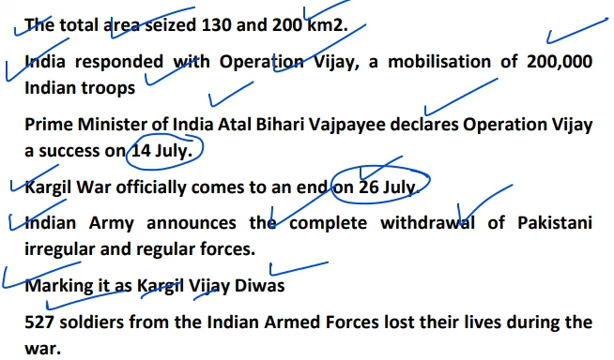 The total area seized 130 and 200 km2.
India responded with Operation Vijay, a mobilisation of 200,000
Indian troops
Prime Minister of India Atal Bihari Vajpayee declares Operation Vijay
a success on 14 July.
Kargil War officially comes to an end on 26 July.
Indian Army announces the complete withdrawal of Pakistani
irregular and regular forces.
Marking it as Kargil Vijay Diwas
527 soldiers from the Indian Armed Forces lost their lives during the
war.